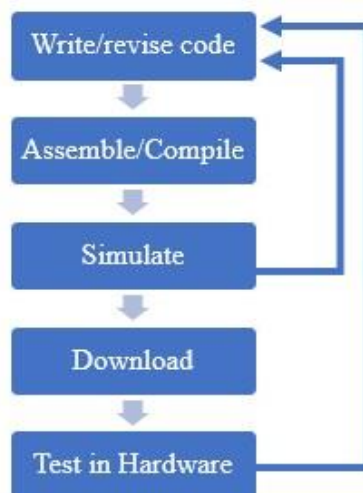 Write/revise code
Assemble/Compile
Simulate
Download
Test in Hardware